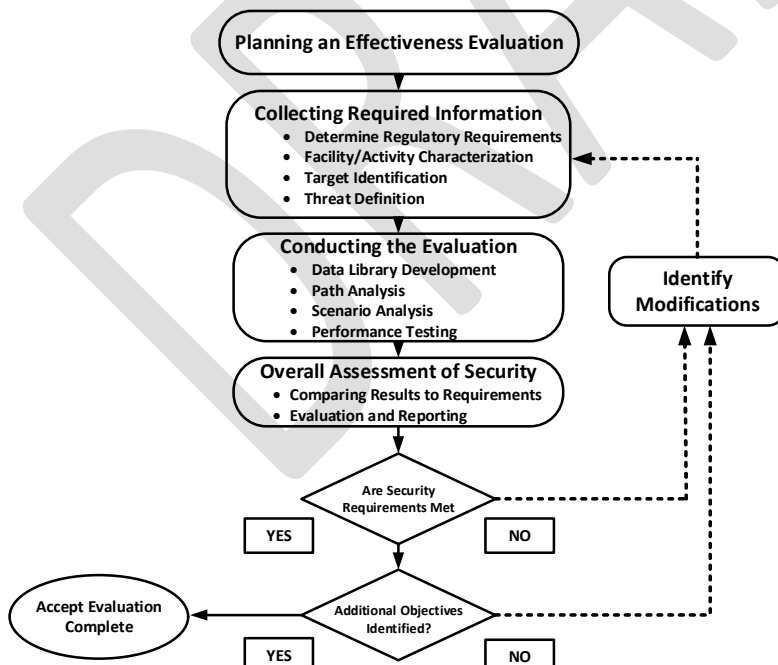 Planning an Effectiveness Evaluation
Collecting Required Information
• Determine Regulatory Requirements
• Facility/Activity Characterization
• Target Identification
• Threat Definition
Conducting the Evaluation
• Data Library Development
• Path Analysis
• Scenario Analysis
• Performance Testing
Identify
Modifications
Overall Assessment of Security
• Comparing Results to Requirements
• Evaluation and Reporting
Are Security
Requirements Met
YES
NO
Additional Objectives
Identified?
Accept Evaluation
Complete
YES
NO